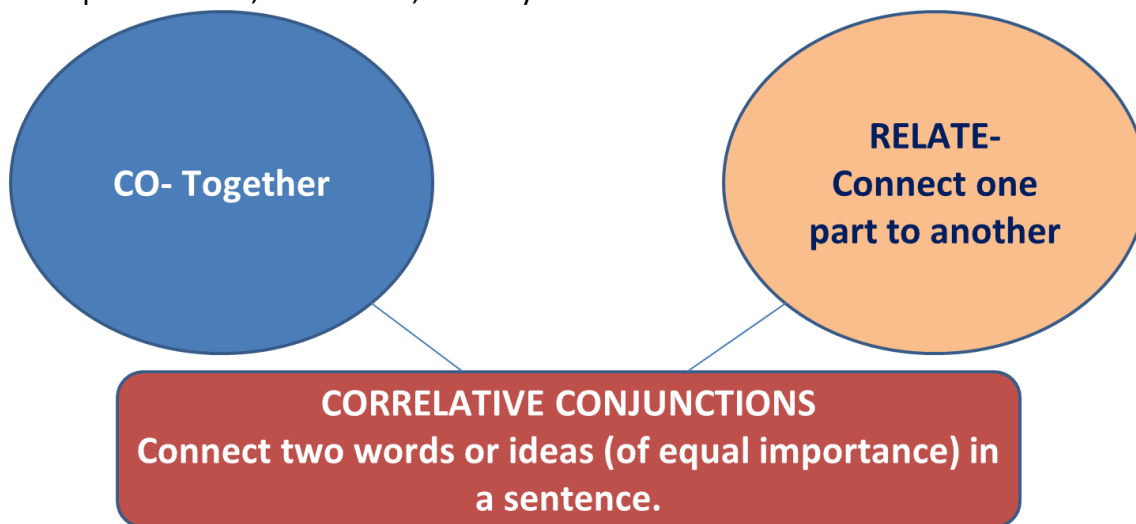 CO- Together
RELATE-
Connect one
part to another
CORRELATIVE CONJUNCTIONS
Connect two words or ideas (of equal importance) in
a sentence.